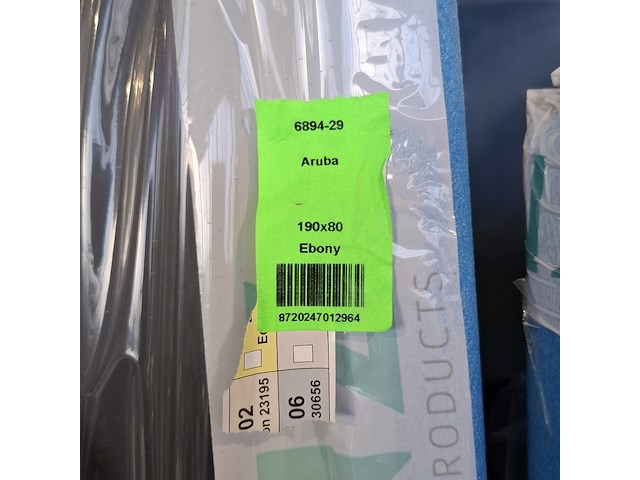 6894-29
Aruba
190x80
Ebony
8720247012964
02
on 23195
06
30656
RODUCTS